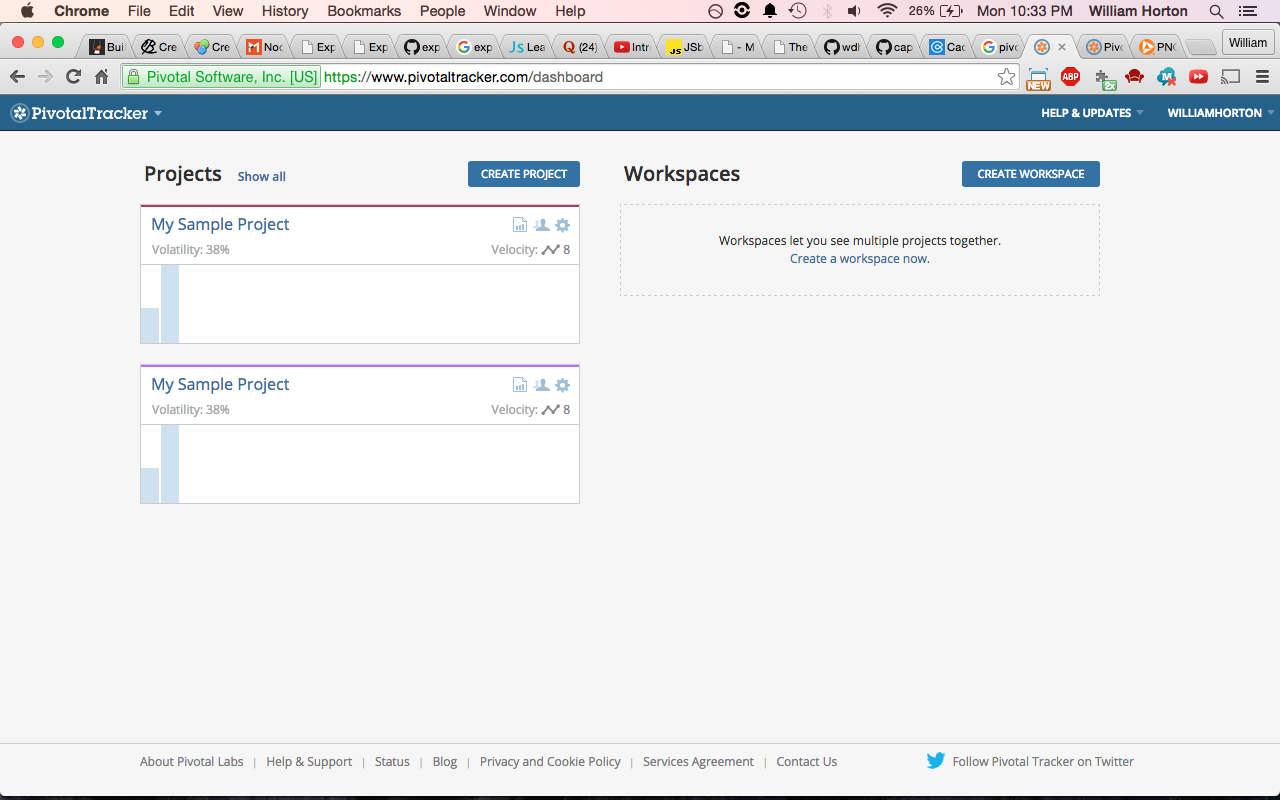 Chrome File Edit View History Bookmarks People Window Help 26% Mon 10:33 PM William Horton
Bui Cre Cre Noc Exp Exp exp exp Lea (24) Intr JSb - M The wdl cap Cac pivc Pivc PNC William
Pivotal Software, Inc. [US] https://www.pivotaltracker.com/dashboard NEW ABP 2x
PivotalTracker HELP & UPDATES WILLIAMHORTON
Projects Show all CREATE PROJECT Workspaces CREATE WORKSPACE
My Sample Project
Volatility: 38% Velocity: 8
Workspaces let you see multiple projects together.
Create a workspace now.
My Sample Project
Volatility: 38% Velocity: 8
About Pivotal Labs | Help & Support | Status | Blog | Privacy and Cookie Policy | Services Agreement | Contact Us Follow Pivotal Tracker on Twitter